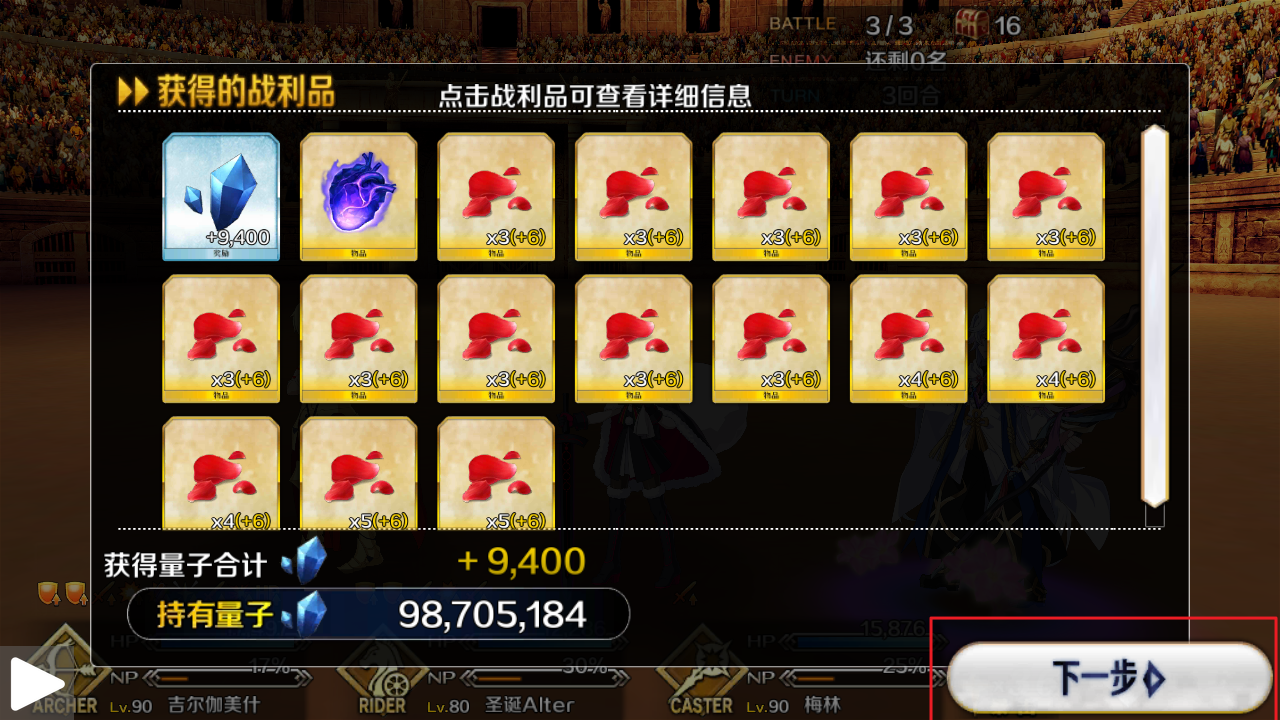 BATTLE 3/3 16
ENEMY 还剩0名
TURN 3回合
获得的战利品 点击战利品可查看详细信息
+9,400 x3(+6) x3(+6) x3(+6) x3(+6) x3(+6)
奖励 物品 物品 物品 物品 物品 物品
x3(+6) x3(+6) x3(+6) x3(+6) x3(+6) x4(+6) x4(+6)
物品 物品 物品 物品 物品 物品 物品
x4(+6) x5(+6) x5(+6)
获得量子合计 +9,400
持有量子 98,705,184
HP HP HP 15,876
NP 17% NP 30% NP 25%
ARCHER Lv.90 吉尔伽美什 RIDER Lv.80 圣诞Alter CASTER Lv.90 梅林
下一步